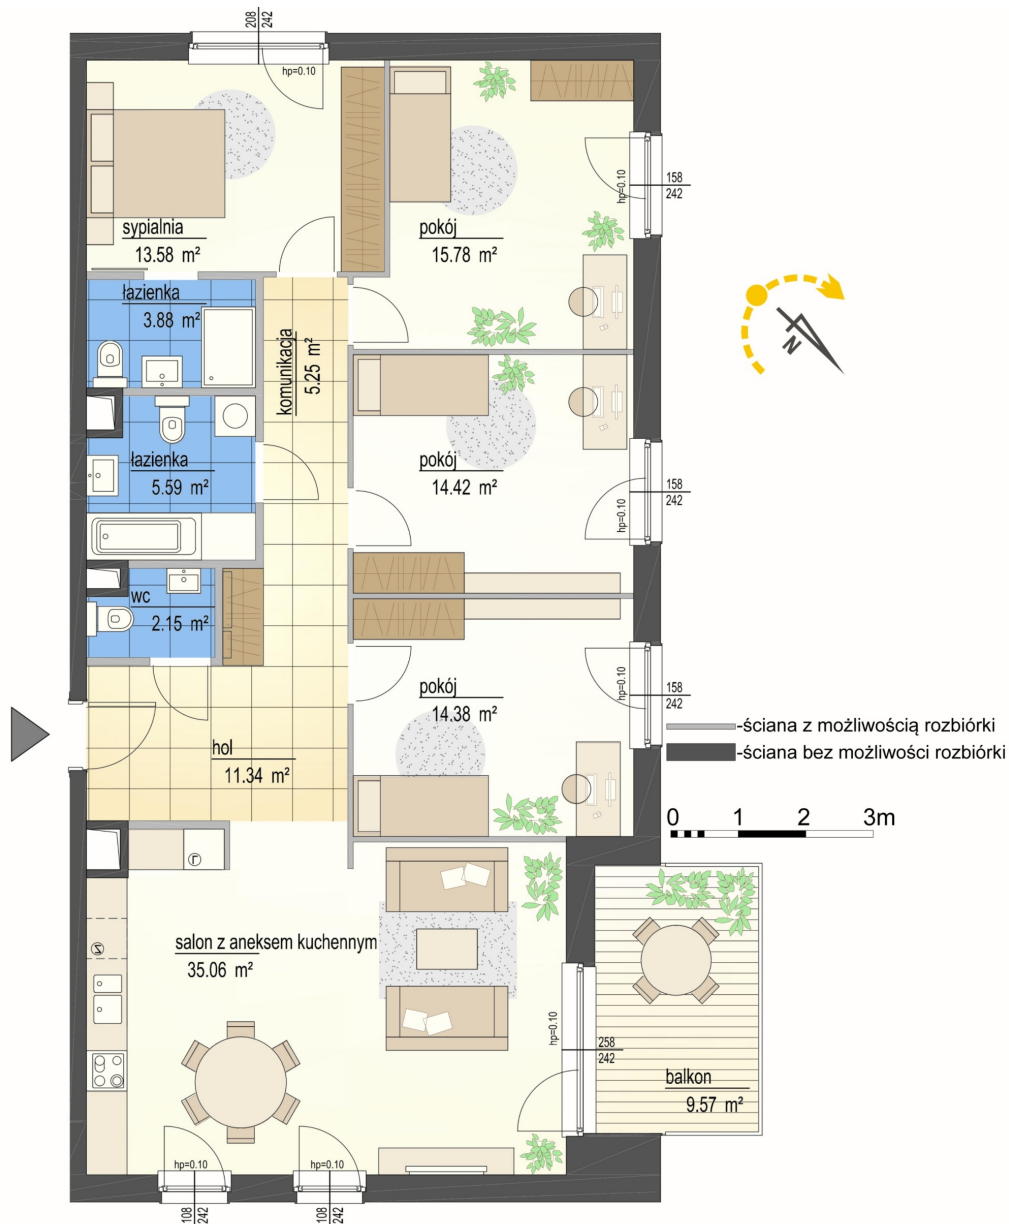 208
242
hp=0.10
sypialnia
13.58 m²
pokój
15.78 m²
hp=0.10
158
242
łazienka
3.88 m²
komunikacja
5.25 m²
N
łazienka
5.59 m²
pokój
14.42 m²
hp=0.10
158
242
wc
2.15 m²
pokój
14.38 m²
hp=0.10
158
242
hol
11.34 m²
-ściana z możliwością rozbiórki
-ściana bez możliwości rozbiórki
0 1 2 3m
L
salon z aneksem kuchennym
35.06 m²
Z
hp=0.10
258
242
balkon
9.57 m²
hp=0.10
hp=0.10
108
242
108
242